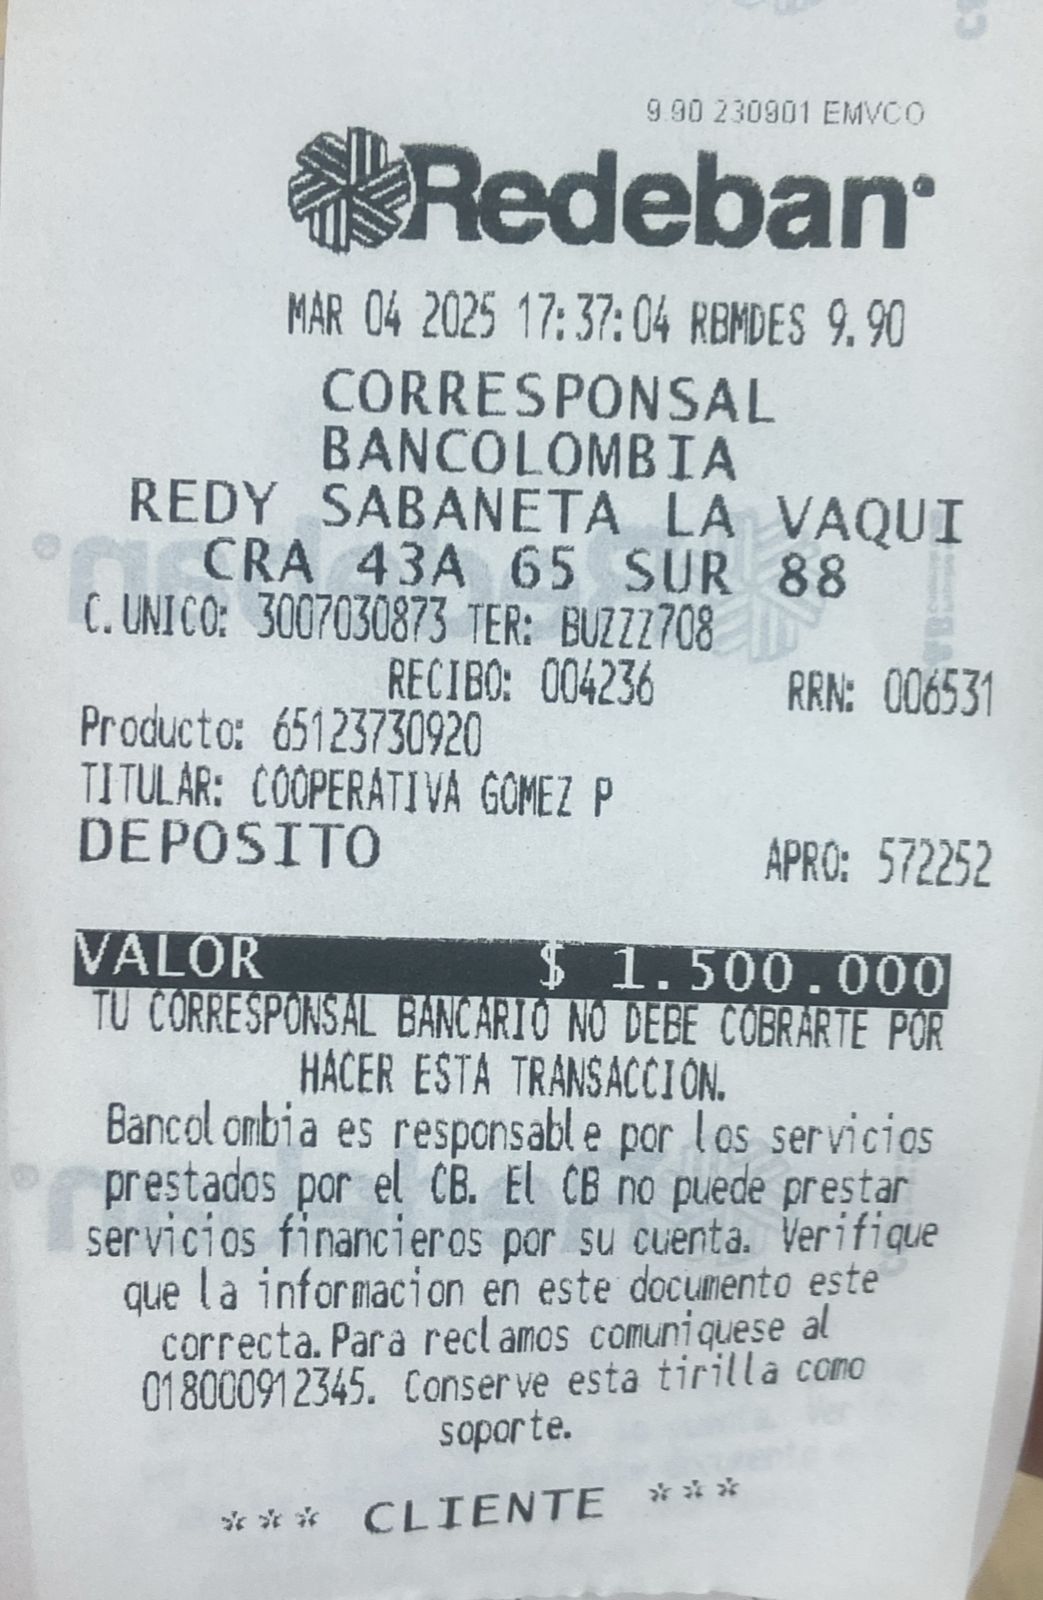 9.90 230901 EMVCO
Redeban
MAR 04 2025 17:37:04 RBMDES 9.90
CORRESPONSAL
BANCOLOMBIA
REDY SABANETA LA VAQUI
CRA 43A 65 SUR 88
C.UNICO: 3007030873 TER: BUZZZ708
RECIBO: 004236 RRN: 006531
Producto: 65123730920
TITULAR: COOPERATIVA GOMEZ P
DEPOSITO APRO: 572252
VALOR $ 1.500.000
TU CORRESPONSAL BANCARIO NO DEBE COBRARTE POR
HACER ESTA TRANSACCION.
Bancolombia es responsable por los servicios
prestados por el CB. El CB no puede prestar
servicios financieros por su cuenta. Verifique
que la informacion en este documento este
correcta.Para reclamos comuniquese al
018000912345. Conserve esta tirilla como
soporte.
*** CLIENTE ***